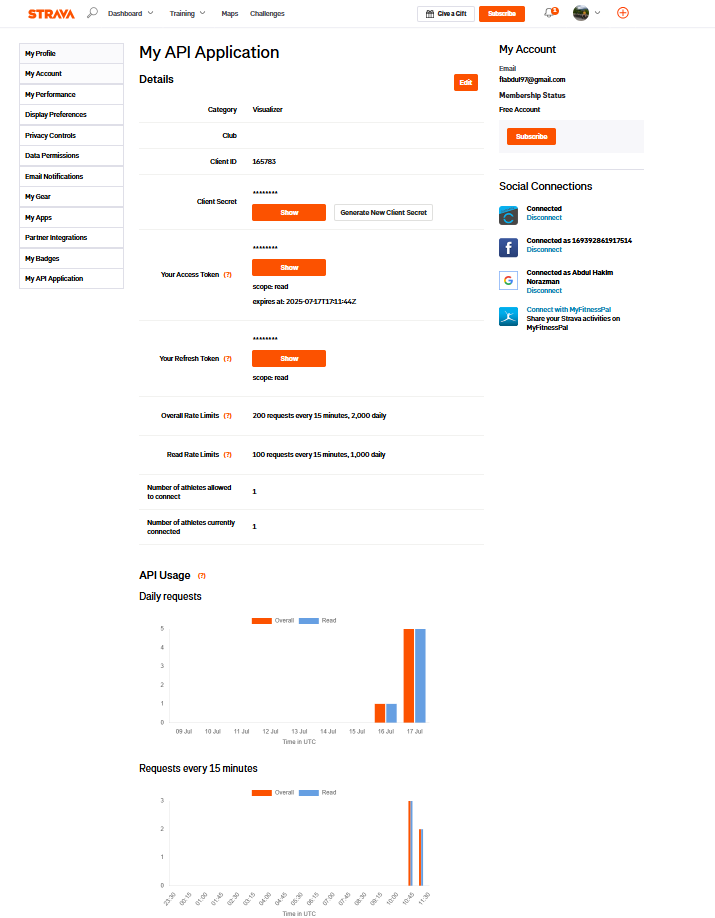 STRAVA Dashboard Training Maps Challenges Give a Gift Subscribe 1
My Profile
My Account
My Performance
Display Preferences
Privacy Controls
Data Permissions
Email Notifications
My Gear
My Apps
Partner Integrations
My Badges
My API Application
My API Application
Details
Edit
Category Visualizer
Club
Client ID 165783
Client Secret
********
Show Generate New Client Secret
Your Access Token (?)
********
Show
scope: read
expires at: 2025-07-17T17:11:44Z
Your Refresh Token (?)
********
Show
scope: read
Overall Rate Limits (?) 200 requests every 15 minutes, 2,000 daily
Read Rate Limits (?) 100 requests every 15 minutes, 1,000 daily
Number of athletes allowed
to connect
1
Number of athletes currently
connected
1
API Usage (?)
Daily requests
Overall Read
5
4
3
2
1
0
09 Jul 10 Jul 11 Jul 12 Jul 13 Jul 14 Jul 15 Jul 16 Jul 17 Jul
Time in UTC
Requests every 15 minutes
Overall Read
3
2
1
0
23:30 00:15 01:00 01:45 02:30 03:15 04:00 04:45 05:30 06:15 07:00 07:45 08:30 09:15 10:00 10:45 11:30
Time in UTC
My Account
Email
f1abdul97@gmail.com
Membership Status
Free Account
Subscribe
Social Connections
Connected
Disconnect
Connected as 169392861917514
Disconnect
Connected as Abdul Hakim
Norazman
Disconnect
Connect with MyFitnessPal
Share your Strava activities on
MyFitnessPal